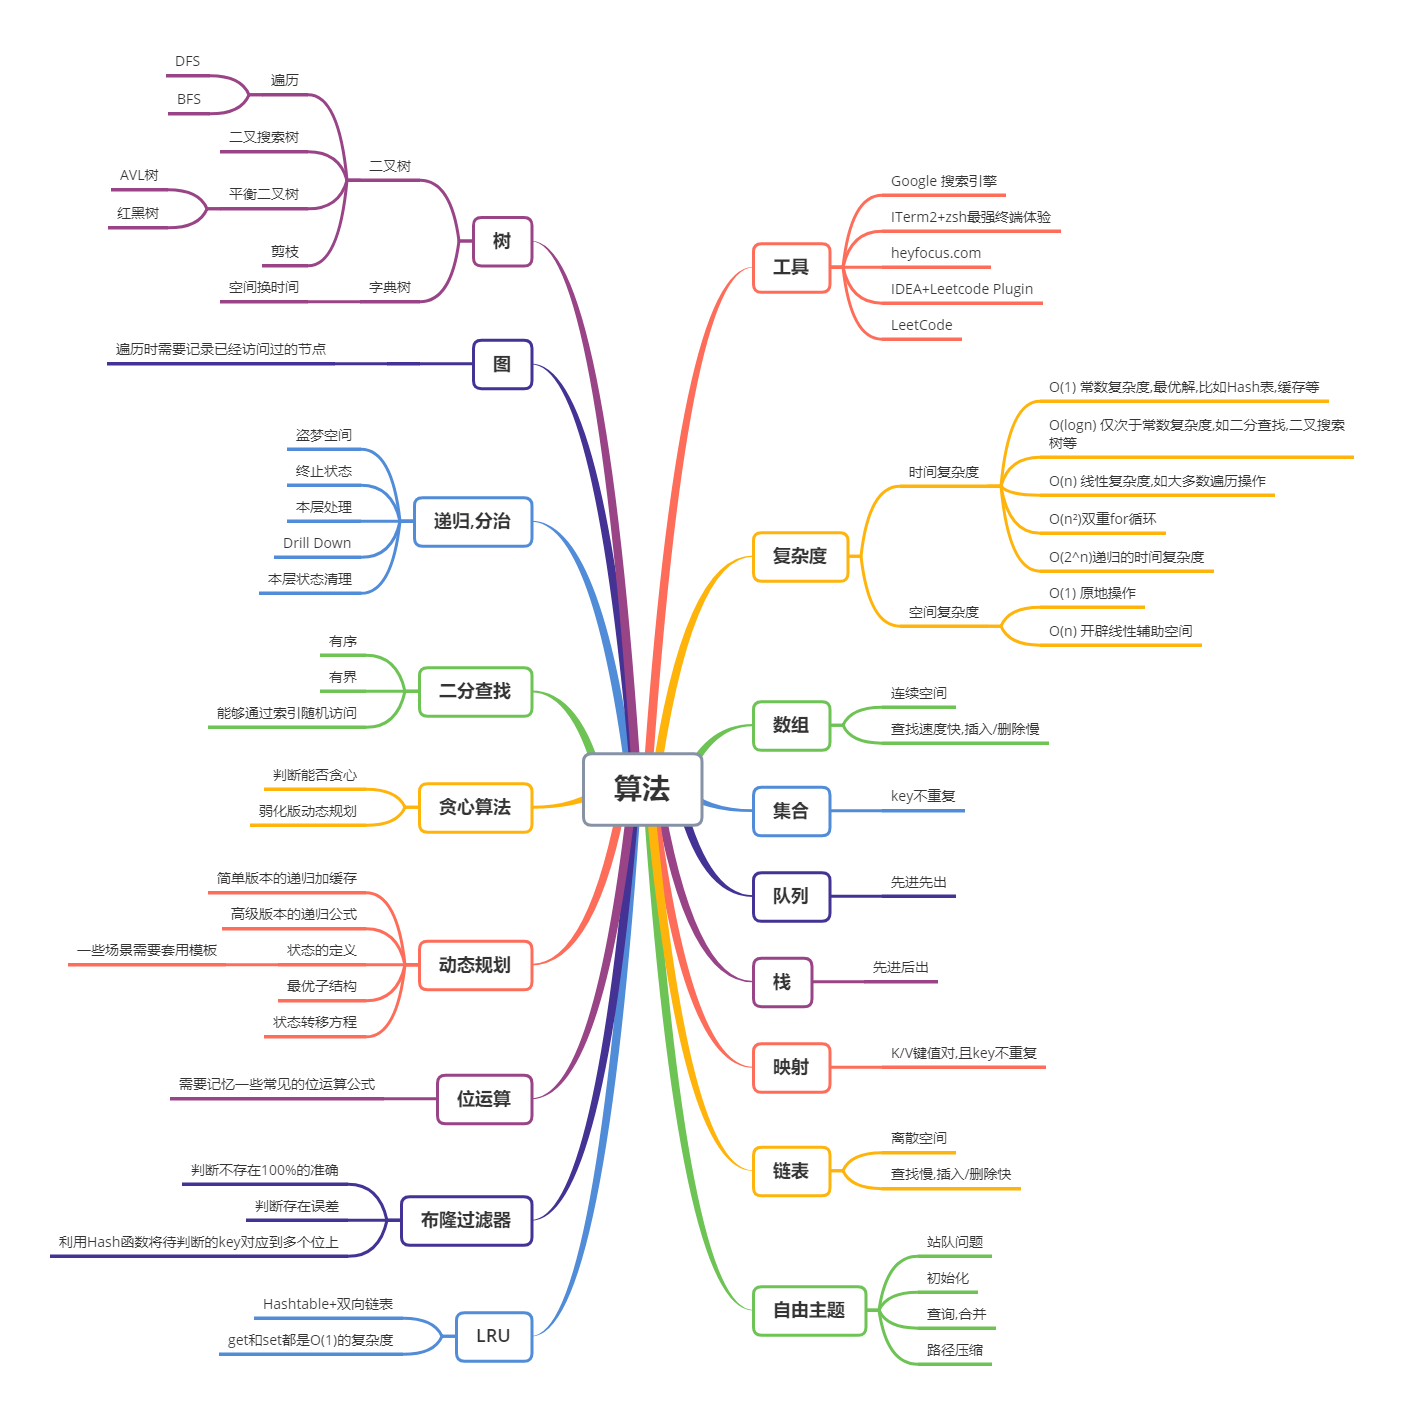 算法
工具
Google 搜索引擎
ITerm2+zsh最强终端体验
heyfocus.com
IDEA+Leetcode Plugin
LeetCode
复杂度
时间复杂度
O(1) 常数复杂度,最优解,比如Hash表,缓存等
O(logn) 仅次于常数复杂度,如二分查找,二叉搜索
树等
O(n) 线性复杂度,如大多数遍历操作
O(n²)双重for循环
O(2^n)递归的时间复杂度
空间复杂度
O(1) 原地操作
O(n) 开辟线性辅助空间
数组
连续空间
查找速度快,插入/删除慢
集合
key不重复
队列
先进先出
栈
先进后出
映射
K/V键值对,且key不重复
链表
离散空间
查找慢,插入/删除快
自由主题
站队问题
初始化
查询,合并
路径压缩
树
二叉树
遍历
DFS
BFS
二叉搜索树
平衡二叉树
AVL树
红黑树
剪枝
字典树
空间换时间
图
遍历时需要记录已经访问过的节点
递归,分治
盗梦空间
终止状态
本层处理
Drill Down
本层状态清理
二分查找
有序
有界
能够通过索引随机访问
贪心算法
判断能否贪心
弱化版动态规划
动态规划
简单版本的递归加缓存
高级版本的递归公式
状态的定义
一些场景需要套用模板
最优子结构
状态转移方程
位运算
需要记忆一些常见的位运算公式
布隆过滤器
判断不存在100%的准确
判断存在误差
利用Hash函数将待判断的key对应到多个位上
LRU
Hashtable+双向链表
get和set都是O(1)的复杂度